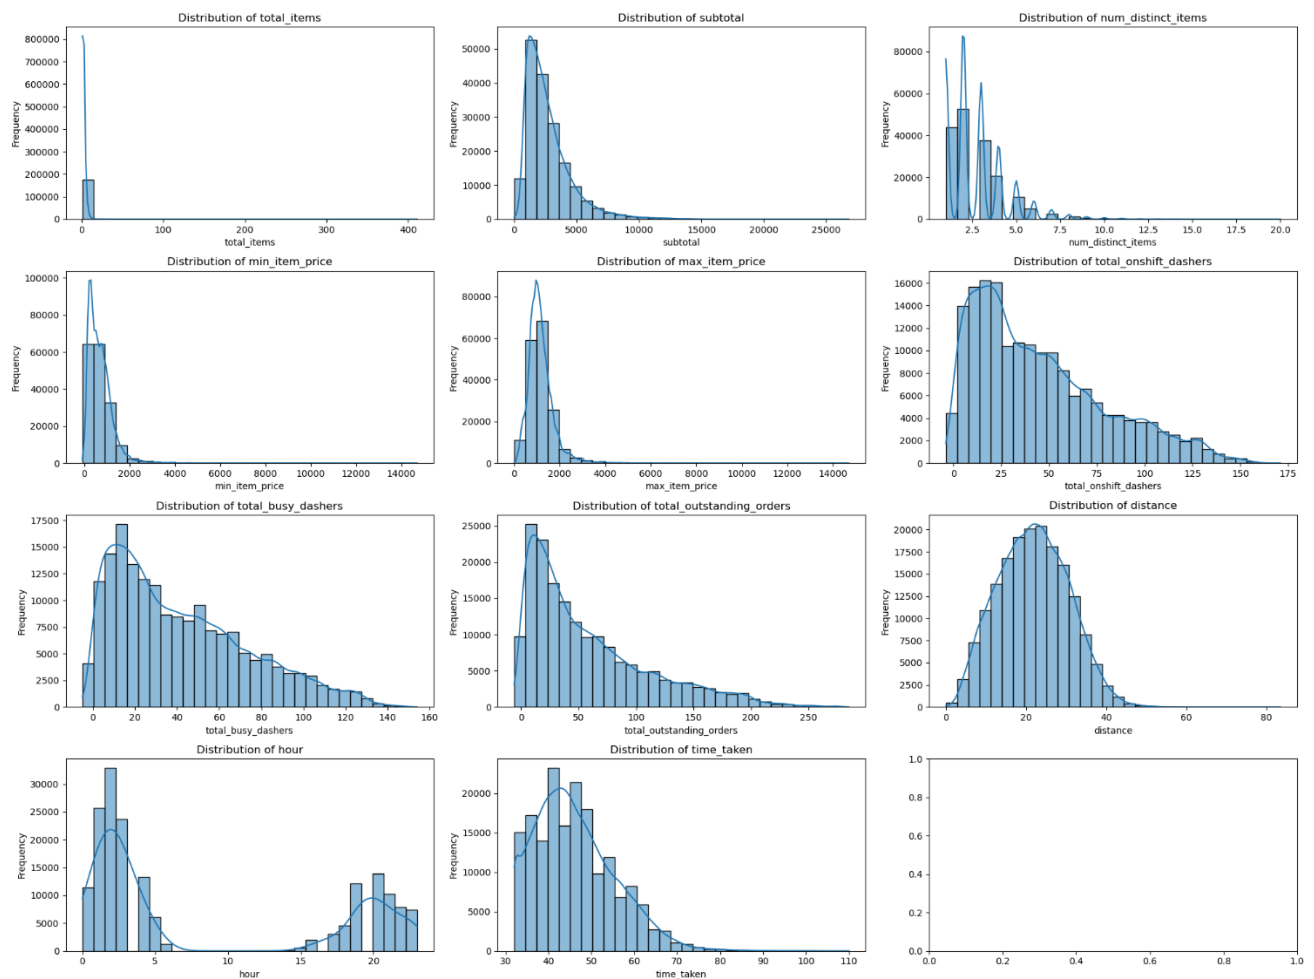 Distribution of total_items
Frequency
800000
700000
600000
500000
400000
300000
200000
100000
0
0 100 200 300 400
total_items
Distribution of subtotal
Frequency
50000
40000
30000
20000
10000
0
0 5000 10000 15000 20000 25000
subtotal
Distribution of num_distinct_items
Frequency
80000
60000
40000
20000
0
2.5 5.0 7.5 10.0 12.5 15.0 17.5 20.0
num_distinct_items
Distribution of min_item_price
Frequency
100000
80000
60000
40000
20000
0
0 2000 4000 6000 8000 10000 12000 14000
min_item_price
Distribution of max_item_price
Frequency
80000
60000
40000
20000
0
0 2000 4000 6000 8000 10000 12000 14000
max_item_price
Distribution of total_onshift_dashers
Frequency
16000
14000
12000
10000
8000
6000
4000
2000
0
0 25 50 75 100 125 150 175
total_onshift_dashers
Distribution of total_busy_dashers
Frequency
17500
15000
12500
10000
7500
5000
2500
0
0 20 40 60 80 100 120 140 160
total_busy_dashers
Distribution of total_outstanding_orders
Frequency
25000
20000
15000
10000
5000
0
0 50 100 150 200 250
total_outstanding_orders
Distribution of distance
Frequency
20000
17500
15000
12500
10000
7500
5000
2500
0
0 20 40 60 80
distance
Distribution of hour
Frequency
30000
25000
20000
15000
10000
5000
0
0 5 10 15 20
hour
Distribution of time_taken
Frequency
20000
15000
10000
5000
0
30 40 50 60 70 80 90 100 110
time_taken
1.0
0.8
0.6
0.4
0.2
0.0
0.0 0.2 0.4 0.6 0.8 1.0